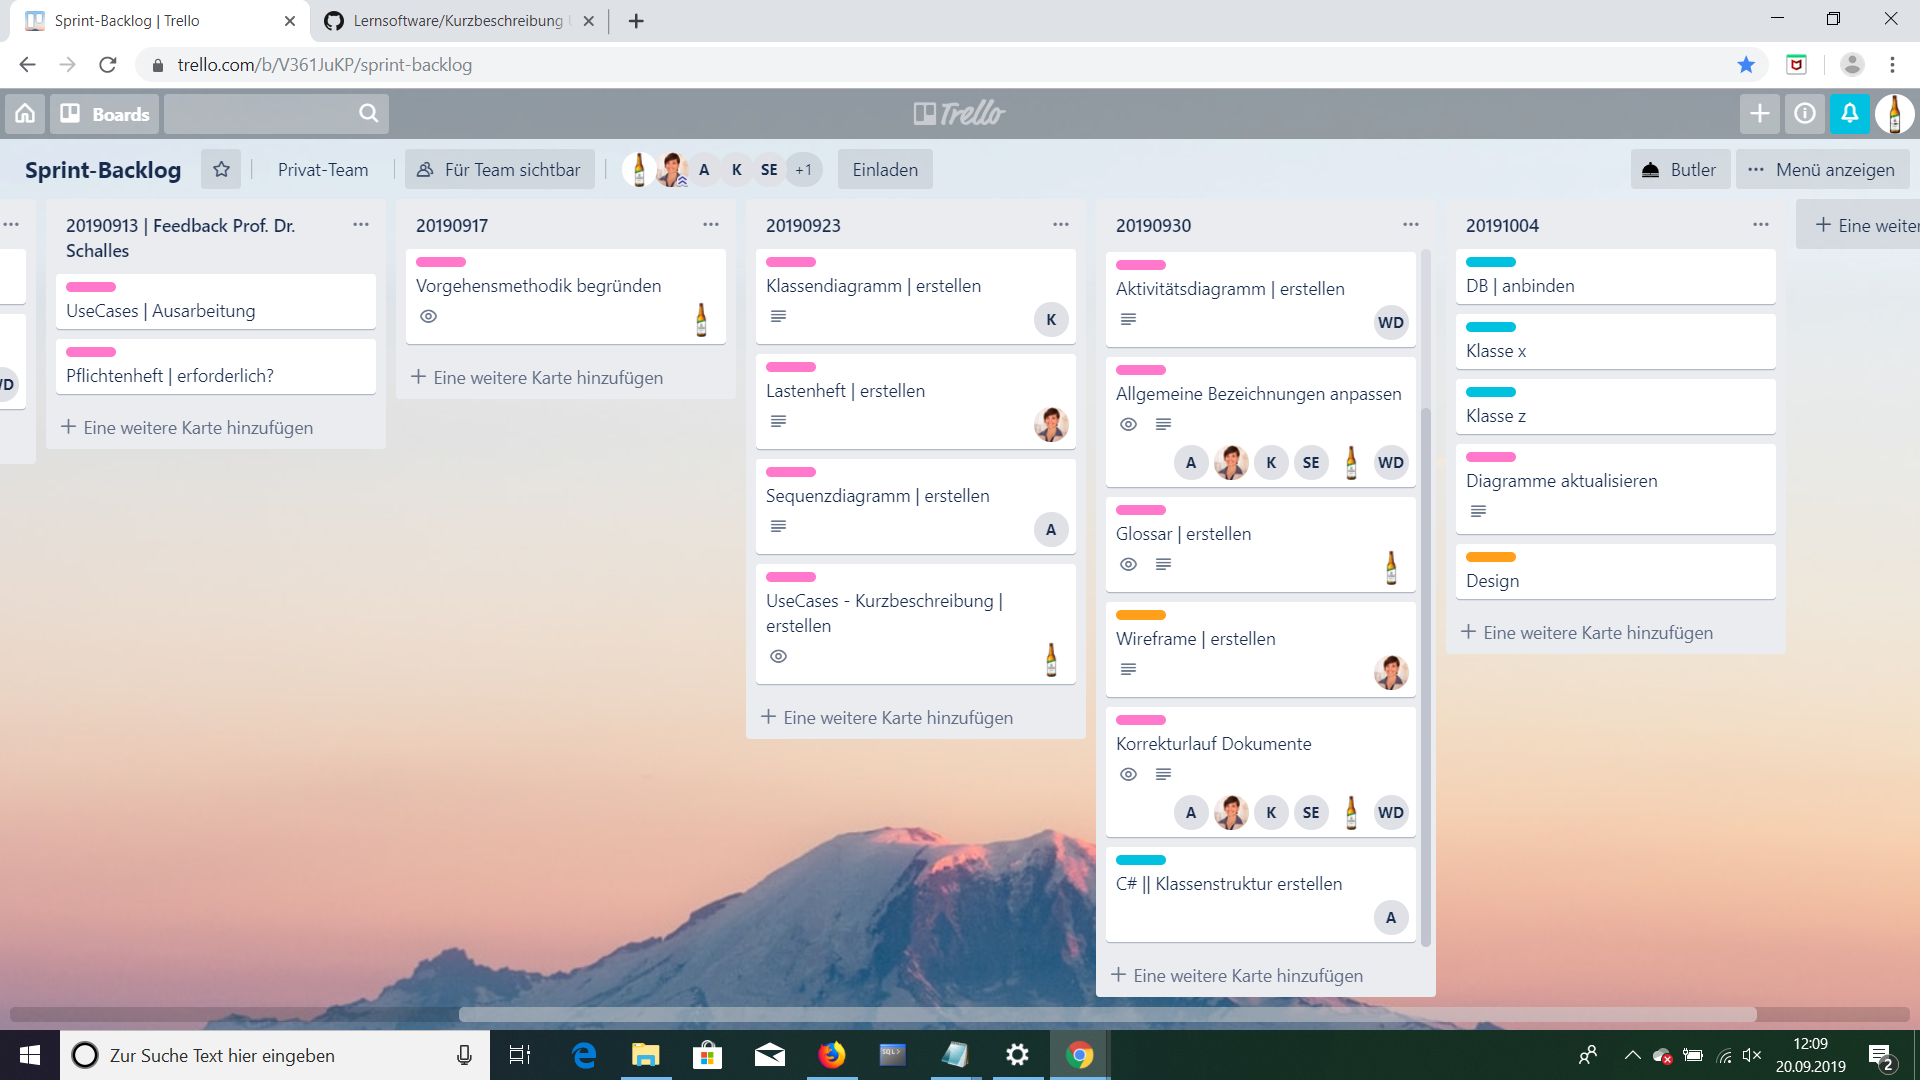 Sprint-Backlog | Trello
Lernsoftware/Kurzbeschreibung
trello.com/b/V361JuKP/sprint-backlog
Boards
Trello
Sprint-Backlog
Privat-Team
Für Team sichtbar
A
K
SE
+1
Einladen
Butler
Menü anzeigen
20190913 | Feedback Prof. Dr.
Schalles
UseCases | Ausarbeitung
Pflichtenheft | erforderlich?
Eine weitere Karte hinzufügen
20190917
Vorgehensmethodik begründen
Eine weitere Karte hinzufügen
20190923
Klassendiagramm | erstellen
K
Lastenheft | erstellen
Sequenzdiagramm | erstellen
A
UseCases - Kurzbeschreibung |
erstellen
Eine weitere Karte hinzufügen
20190930
Aktivitätsdiagramm | erstellen
WD
Allgemeine Bezeichnungen anpassen
A K SE WD
Glossar | erstellen
Wireframe | erstellen
Korrekturlauf Dokumente
A K SE WD
C# || Klassenstruktur erstellen
A
Eine weitere Karte hinzufügen
20191004
DB | anbinden
Klasse x
Klasse z
Diagramme aktualisieren
Design
Eine weitere Karte hinzufügen
Eine weiter
Zur Suche Text hier eingeben
SQL>
12:09
20.09.2019
2